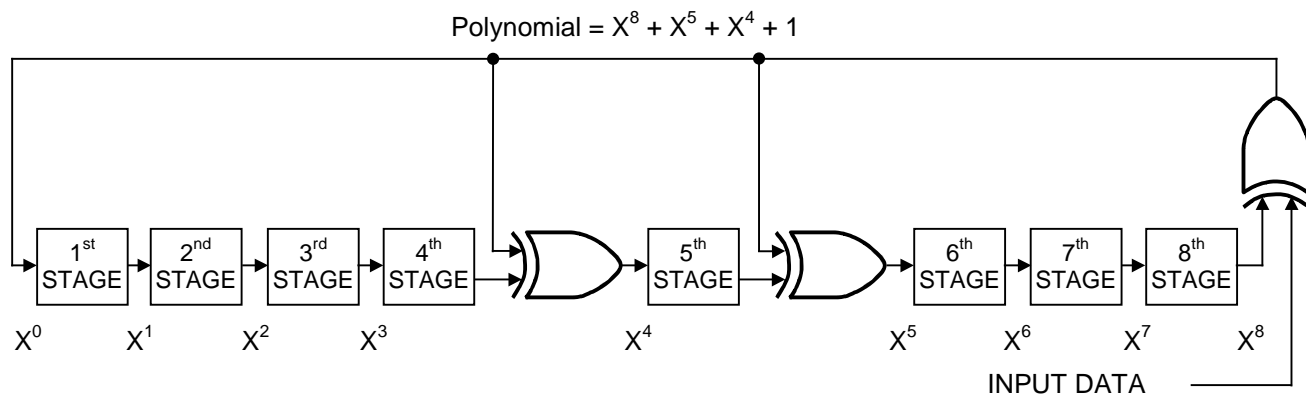 Polynomial = X⁸ + X⁵ + X⁴ + 1
1st STAGE
2nd STAGE
3rd STAGE
4th STAGE
5th STAGE
6th STAGE
7th STAGE
8th STAGE
X⁰ X¹ X² X³ X⁴ X⁵ X⁶ X⁷ X⁸
INPUT DATA